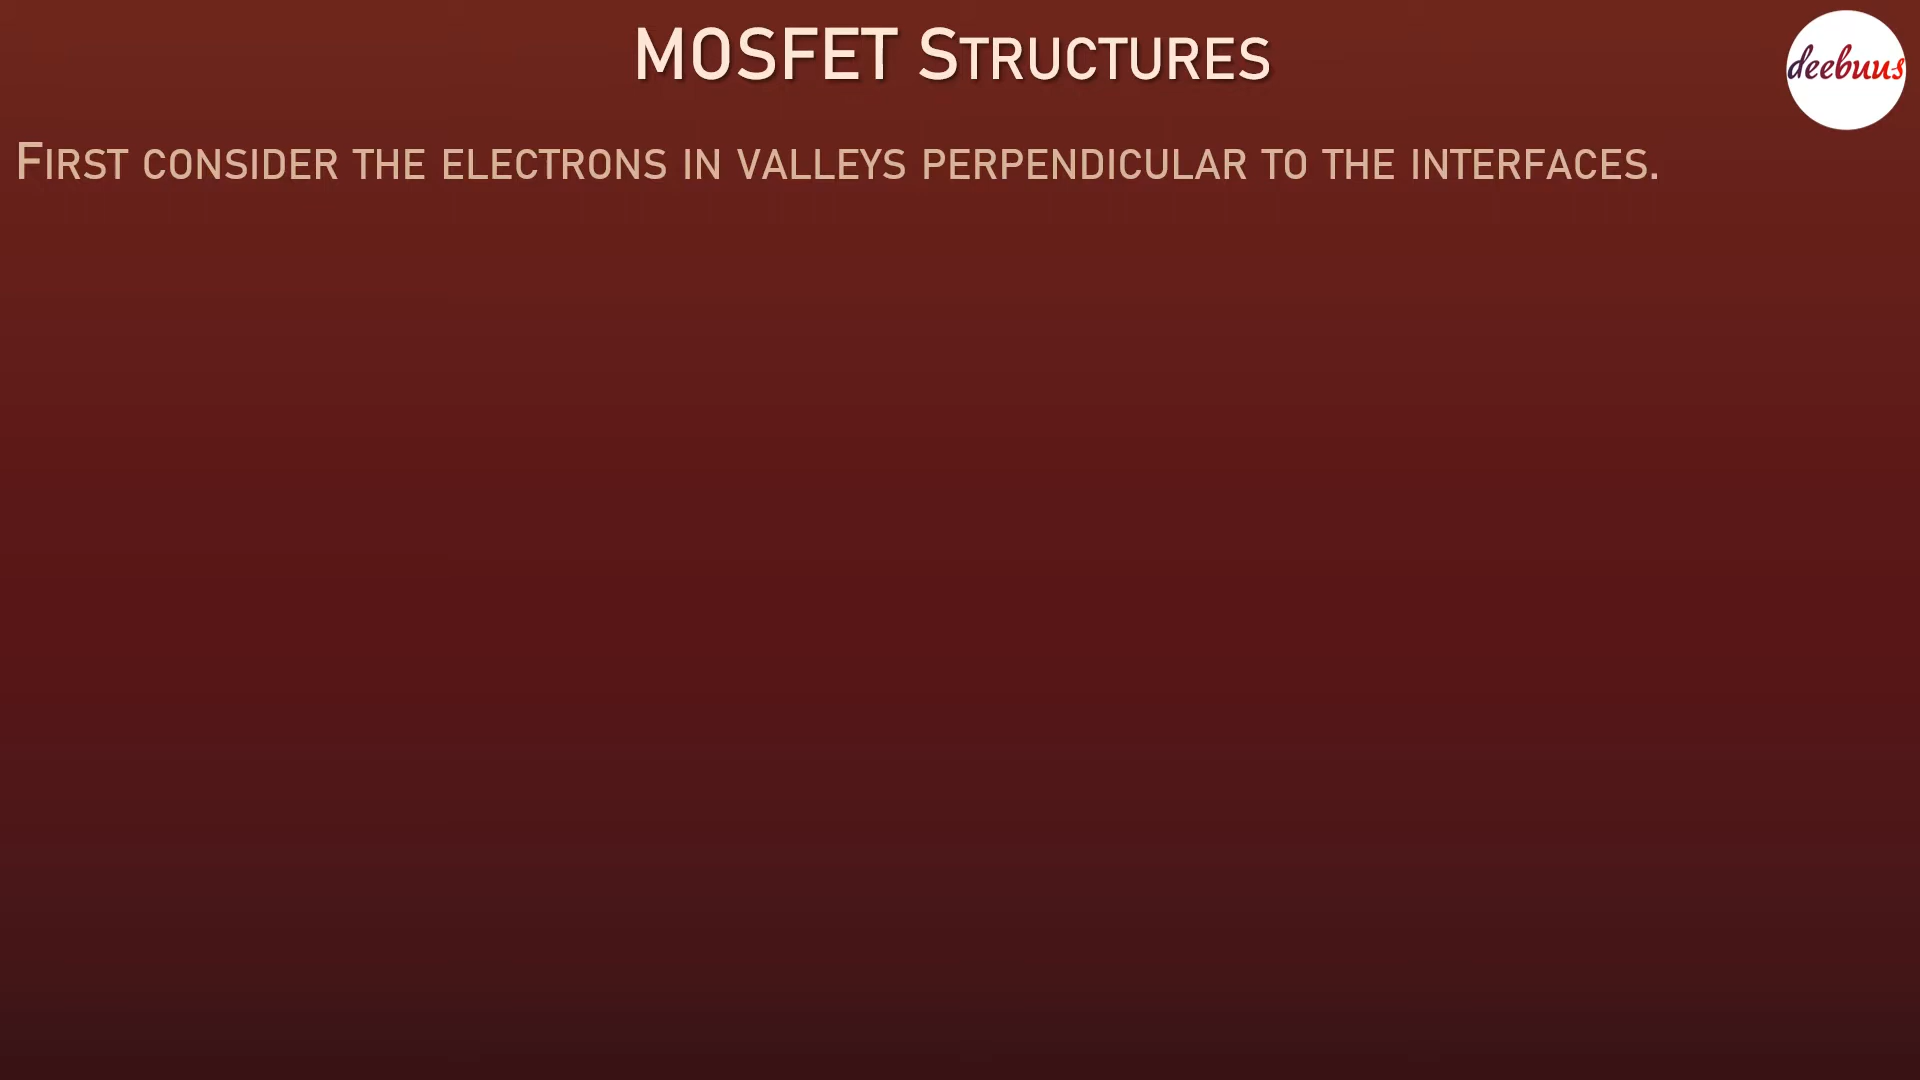 MOSFET Structures
deebuus
First consider the electrons in valleys perpendicular to the interfaces.